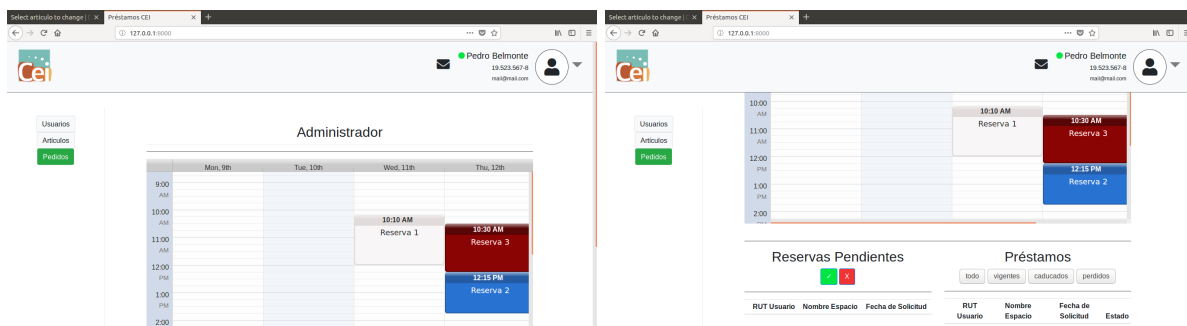 Select artículo to change | D × Préstamos CEI × +
127.0.0.1:8000
Cei
Pedro Belmonte
19.523.567-8
mail@mail.com
Usuarios
Artículos
Pedidos
Administrador
Mon, 9th Tue, 10th Wed, 11th Thu, 12th
9:00
AM
10:00
AM
10:10 AM
Reserva 1
10:30 AM
11:00
Reserva 3
AM
12:00
PM
12:15 PM
1:00
Reserva 2
PM
2:00
Select artículo to change | D × Préstamos CEI × +
127.0.0.1:8000
Cei
Pedro Belmonte
19.523.567-8
mail@mail.com
Usuarios
Artículos
Pedidos
10:00
AM
10:10 AM
Reserva 1
10:30 AM
11:00
Reserva 3
AM
12:00
PM
12:15 PM
1:00
Reserva 2
PM
2:00
Reservas Pendientes
✓ X
RUT Usuario Nombre Espacio Fecha de Solicitud
Préstamos
todo vigentes caducados perdidos
RUT Usuario Nombre Espacio Fecha de Solicitud Estado